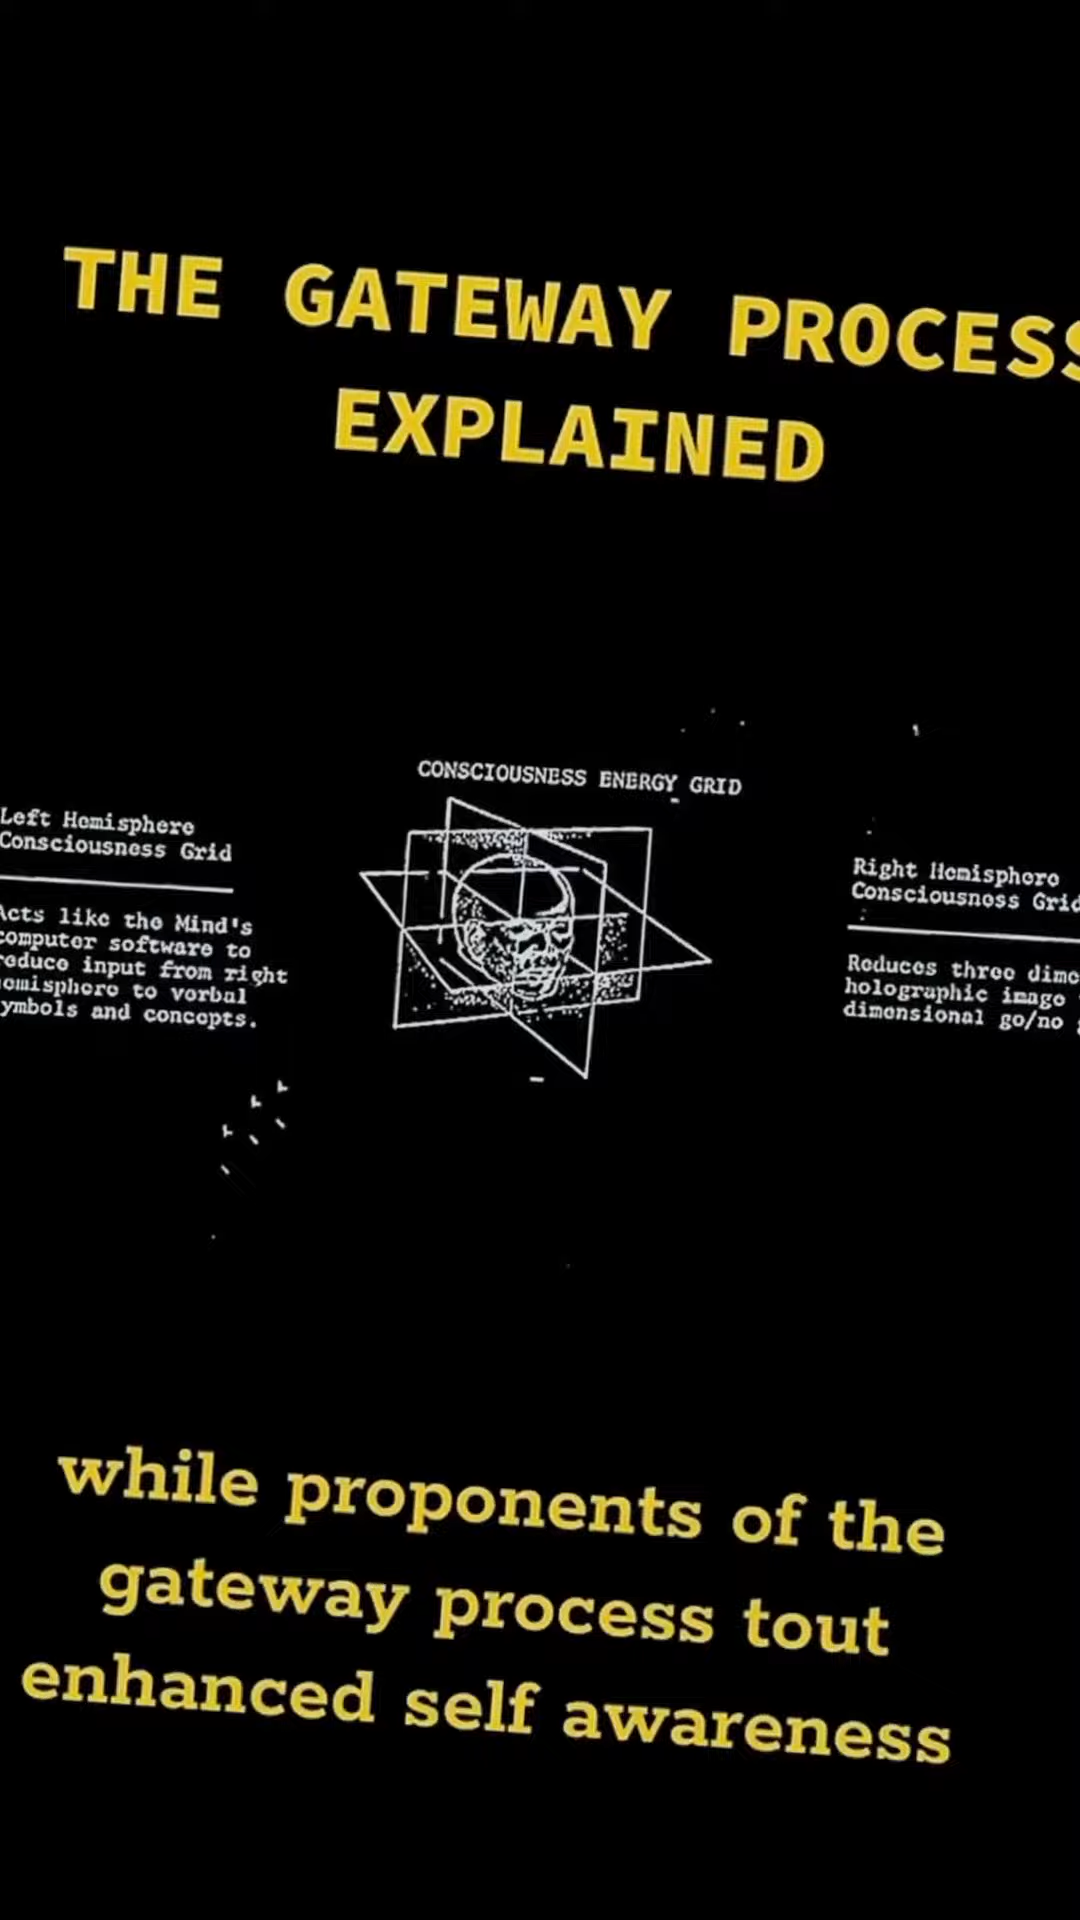 THE GATEWAY PROCESS
EXPLAINED
CONSCIOUSNESS ENERGY GRID
Left Hemisphere
Consciousness Grid
Acts like the Mind's
computer software to
reduce input from right
hemisphere to verbal
symbols and concepts.
Right Hemisphere
Consciousness Grid
Reduces three
holographic image
dimensional go/no
while proponents of the
gateway process tout
enhanced self awareness